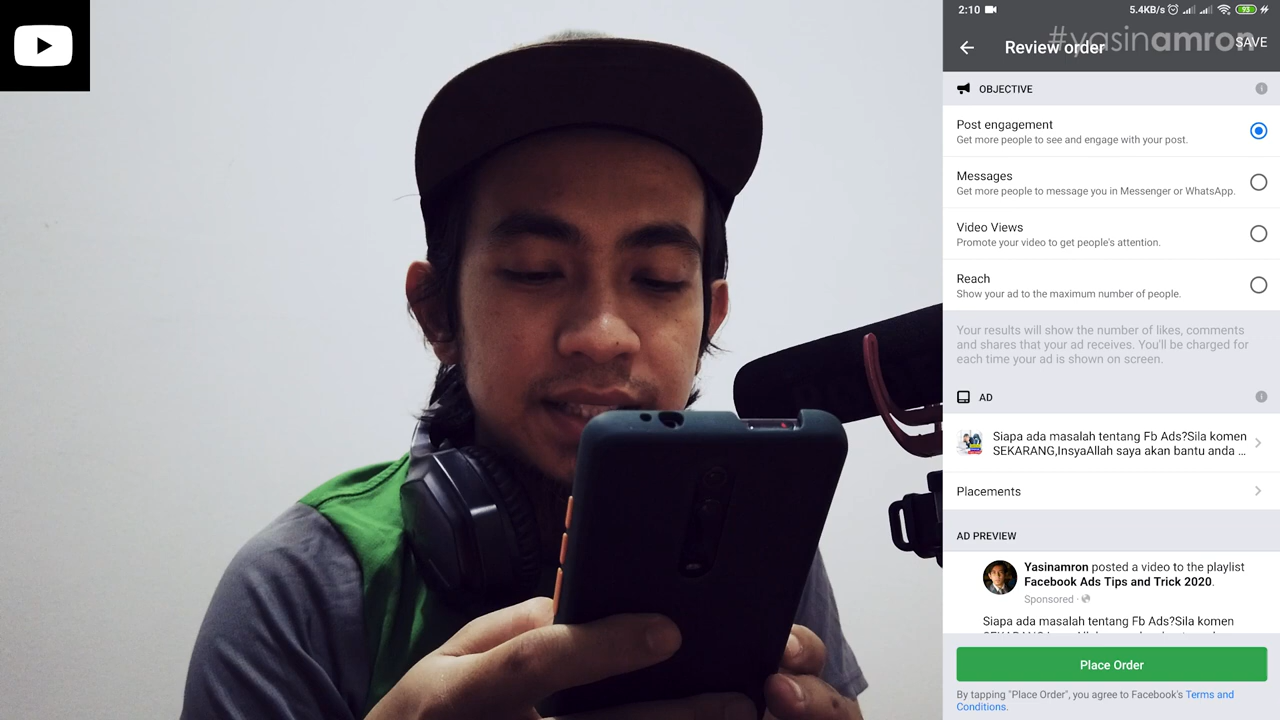 2:10
5.4KB/s
93
#yasinamron
Review order
SAVE
OBJECTIVE
Post engagement
Get more people to see and engage with your post.
Messages
Get more people to message you in Messenger or WhatsApp.
Video Views
Promote your video to get people's attention.
Reach
Show your ad to the maximum number of people.
Your results will show the number of likes, comments
and shares that your ad receives. You'll be charged for
each time your ad is shown on screen.
AD
Siapa ada masalah tentang Fb Ads?Sila komen
SEKARANG,InsyaAllah saya akan bantu anda ...
Placements
AD PREVIEW
Yasinamron posted a video to the playlist
Facebook Ads Tips and Trick 2020.
Sponsored ·
Siapa ada masalah tentang Fb Ads?Sila komen
Place Order
By tapping "Place Order", you agree to Facebook's Terms and
Conditions.